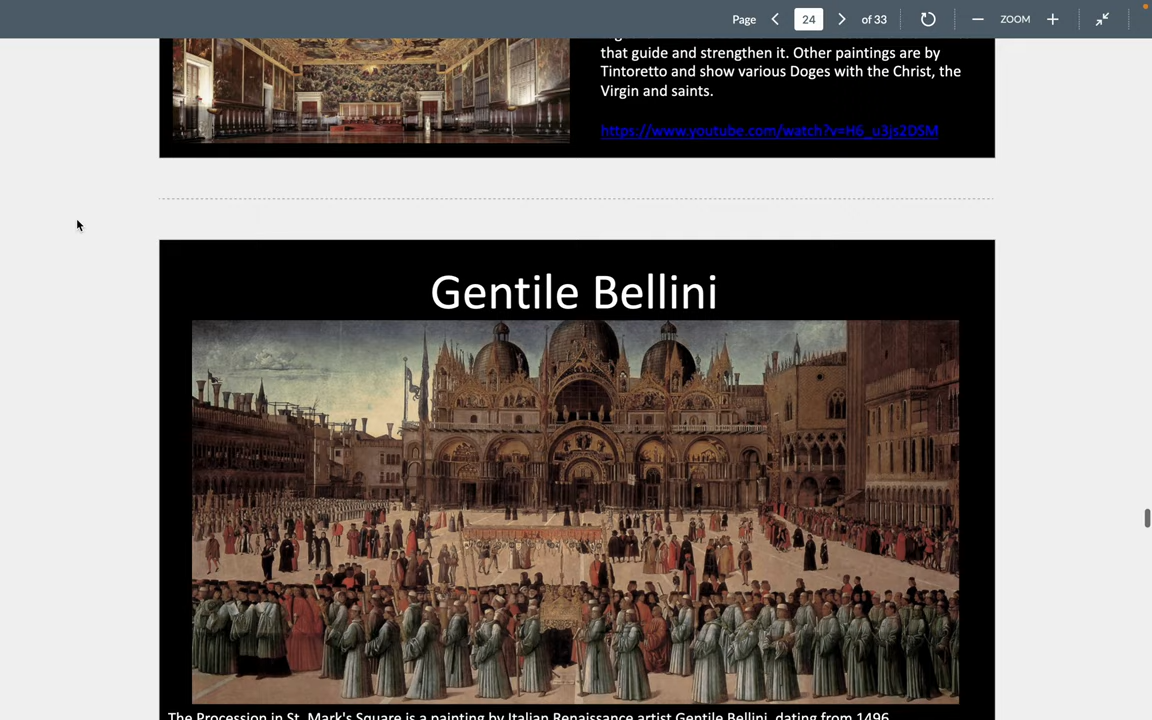 Page 24 of 33 ZOOM
that guide and strengthen it. Other paintings are by
Tintoretto and show various Doges with the Christ, the
Virgin and saints.
https://www.youtube.com/watch?v=H6_u3js2DSM
Gentile Bellini
The Procession in St. Mark's Square is a painting by Italian Renaissance artist Gentile Bellini, dating from 1496